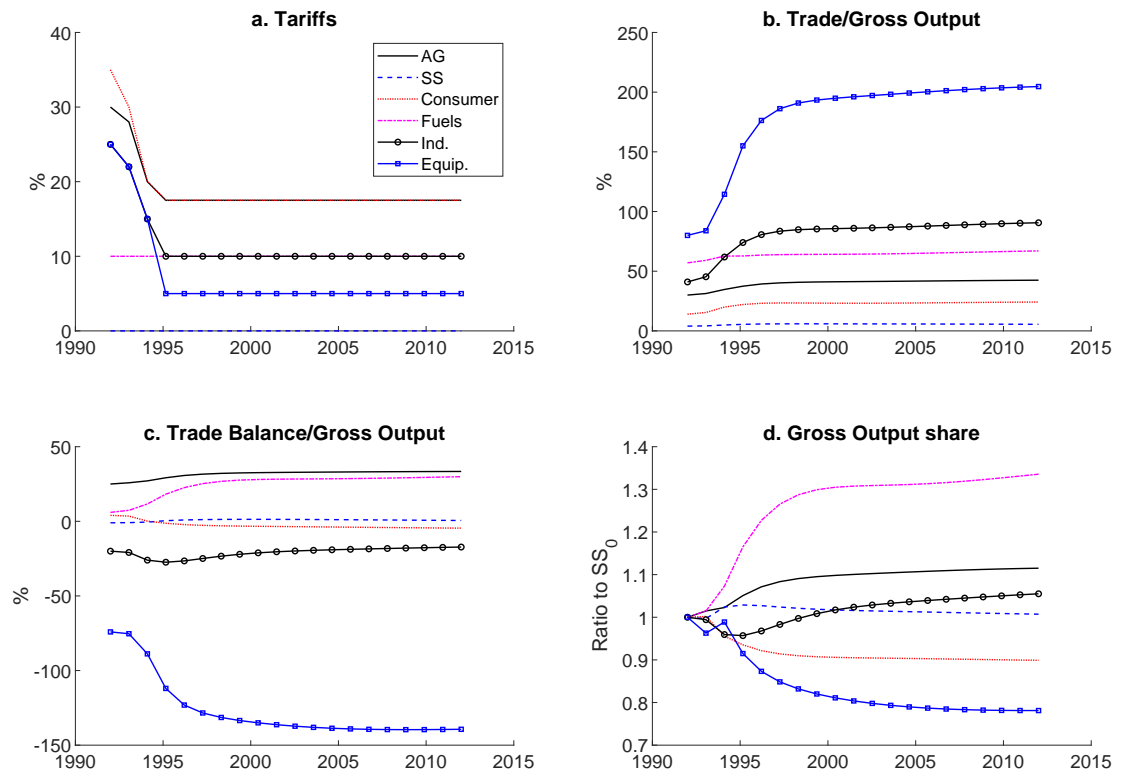 a. Tariffs
40
30
20
10
0
%
1990 1995 2000 2005 2010 2015
AG
SS
Consumer
Fuels
Ind.
Equip.
b. Trade/Gross Output
250
200
150
100
50
0
%
1990 1995 2000 2005 2010 2015
c. Trade Balance/Gross Output
50
0
-50
-100
-150
%
1990 1995 2000 2005 2010 2015
d. Gross Output share
1.4
1.3
1.2
1.1
1
0.9
0.8
0.7
Ratio to SS0
1990 1995 2000 2005 2010 2015